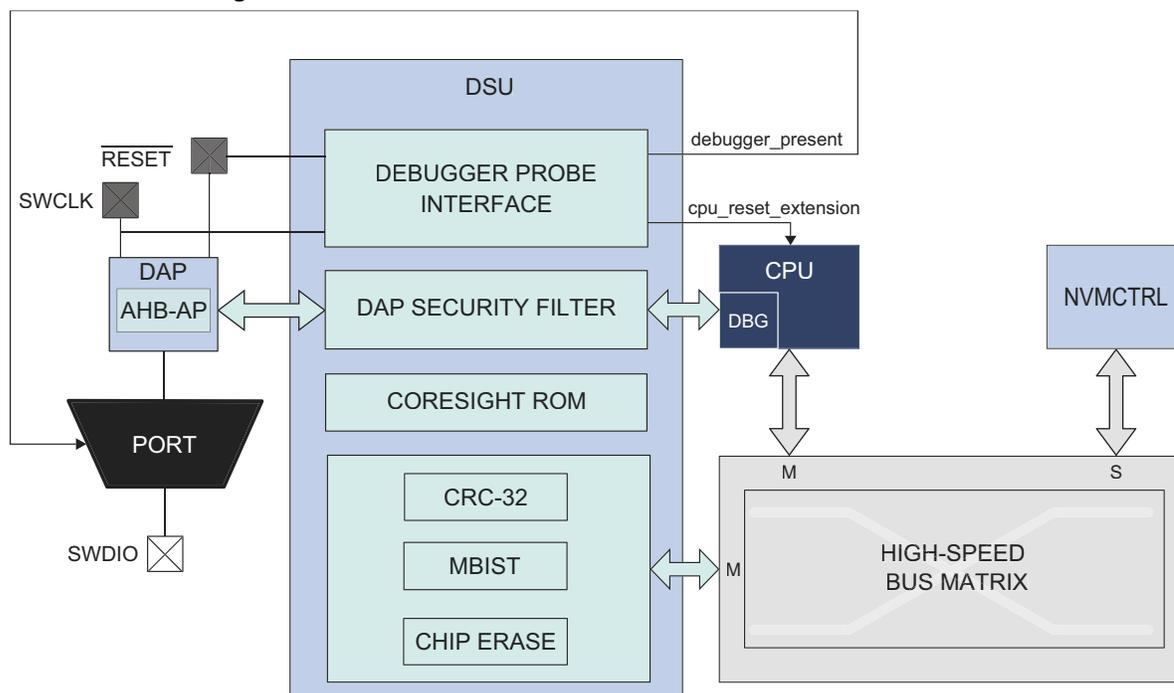 DSU
debugger_present
RESET
DEBUGGER PROBE
INTERFACE
SWCLK
cpu_reset_extension
DAP
AHB-AP
DAP SECURITY FILTER
CPU
DBG
NVMCTRL
CORESIGHT ROM
PORT
M
S
CRC-32
SWDIO
MBIST
M
HIGH-SPEED
BUS MATRIX
CHIP ERASE